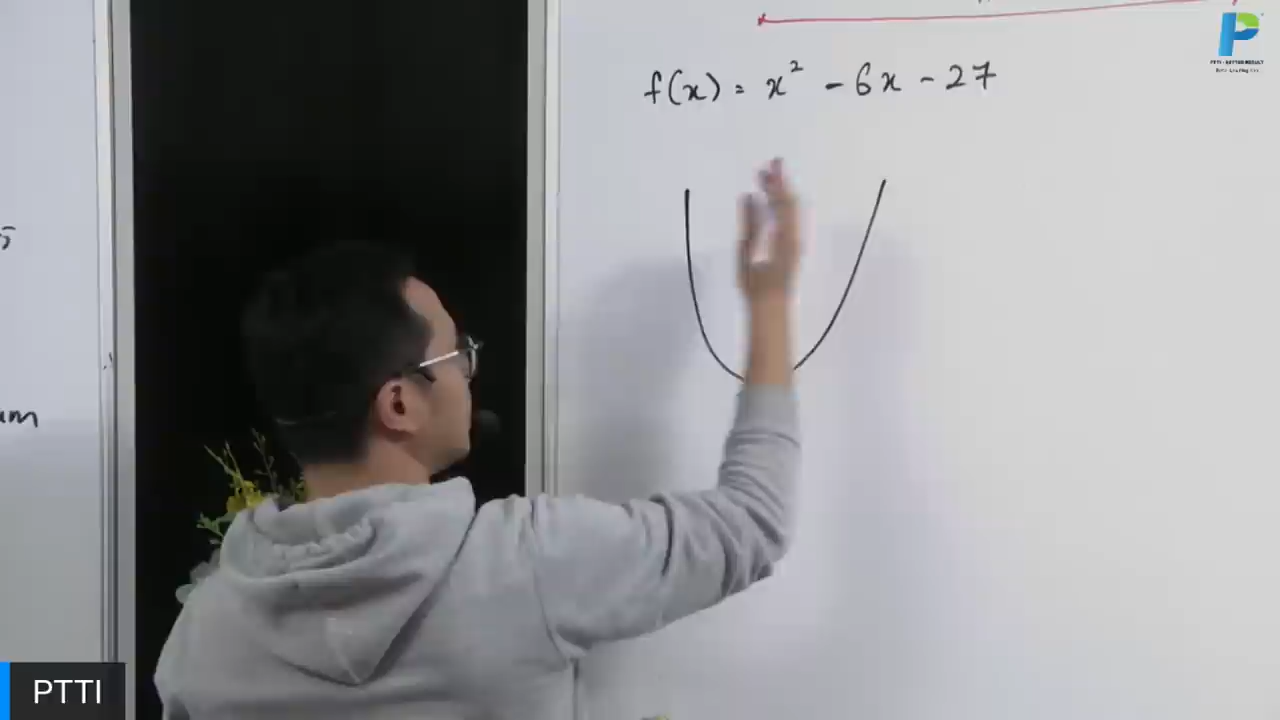 f(x) = x² - 6x - 27
PTTI